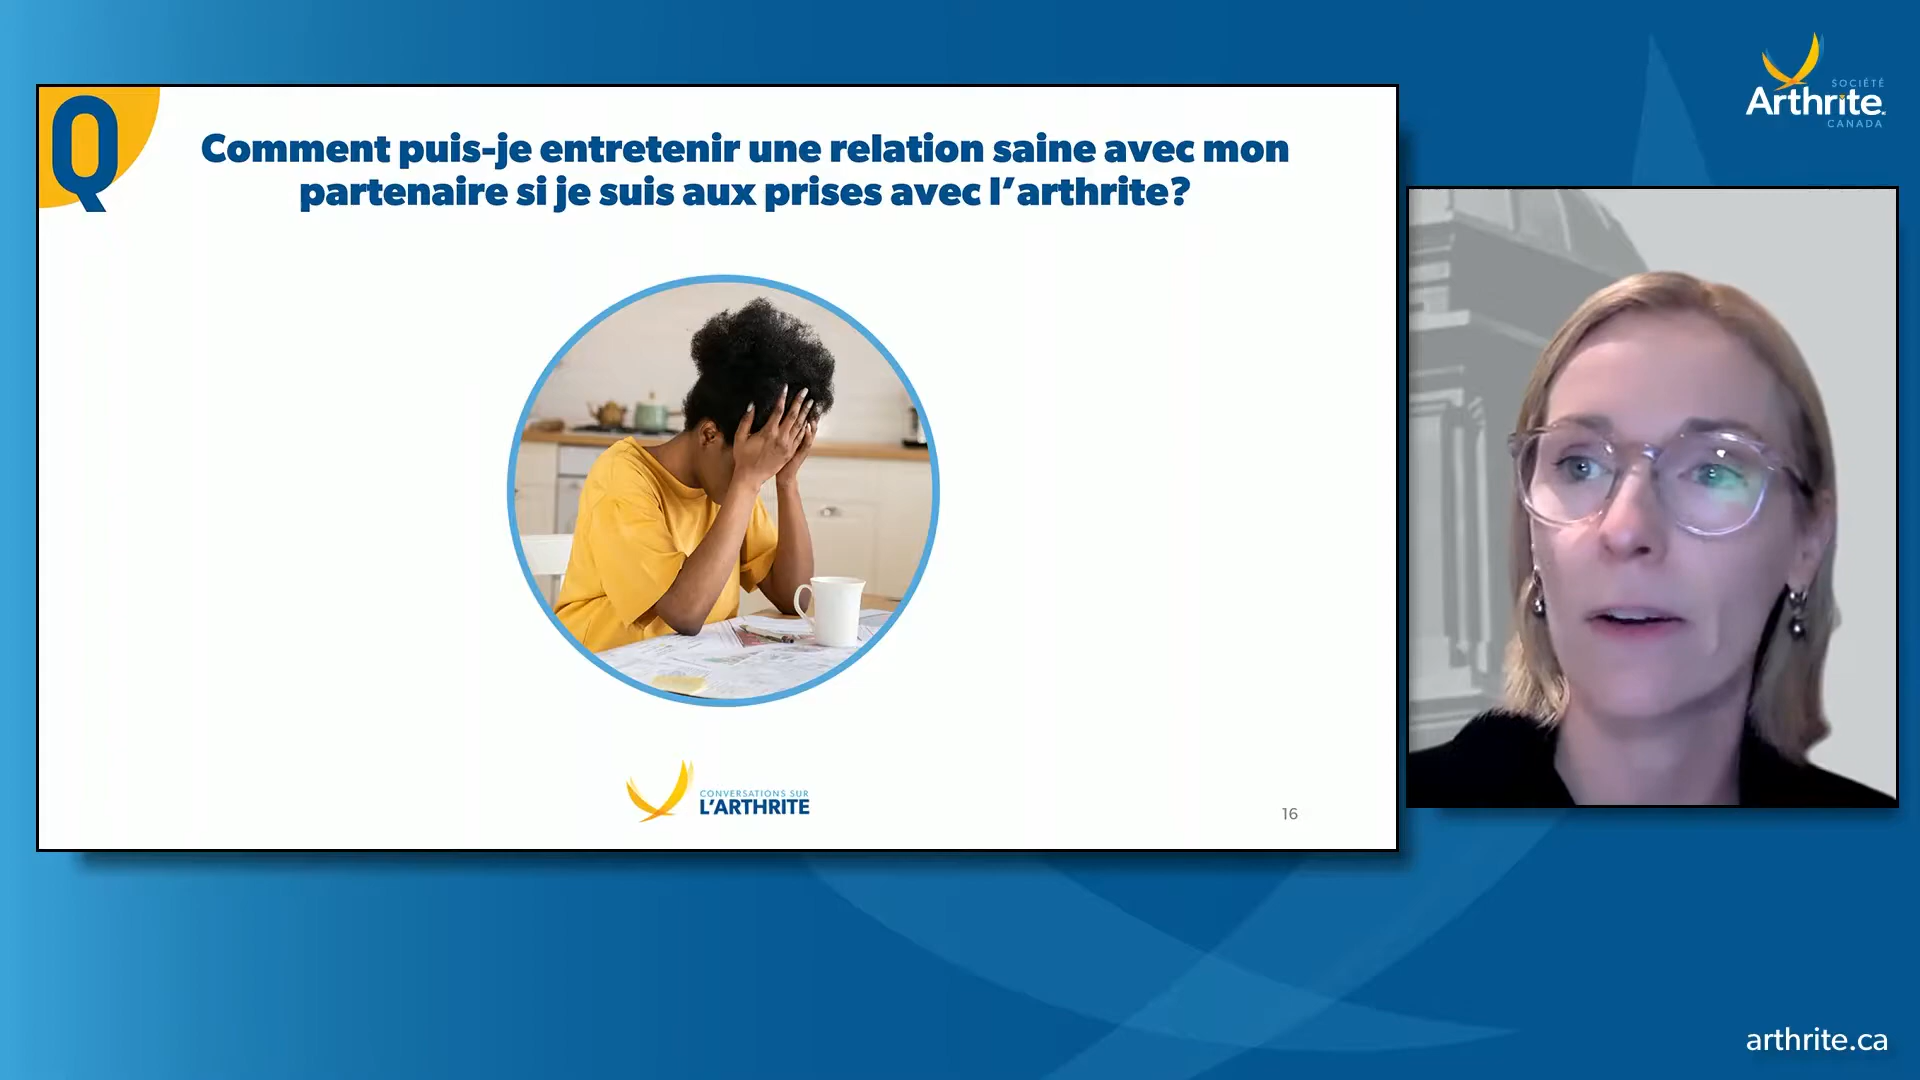 Q
Comment puis-je entretenir une relation saine avec mon
partenaire si je suis aux prises avec l’arthrite?
CONVERSATIONS SUR
L’ARTHRITE
16
SOCIÉTÉ
Arthrite
CANADA
arthrite.ca